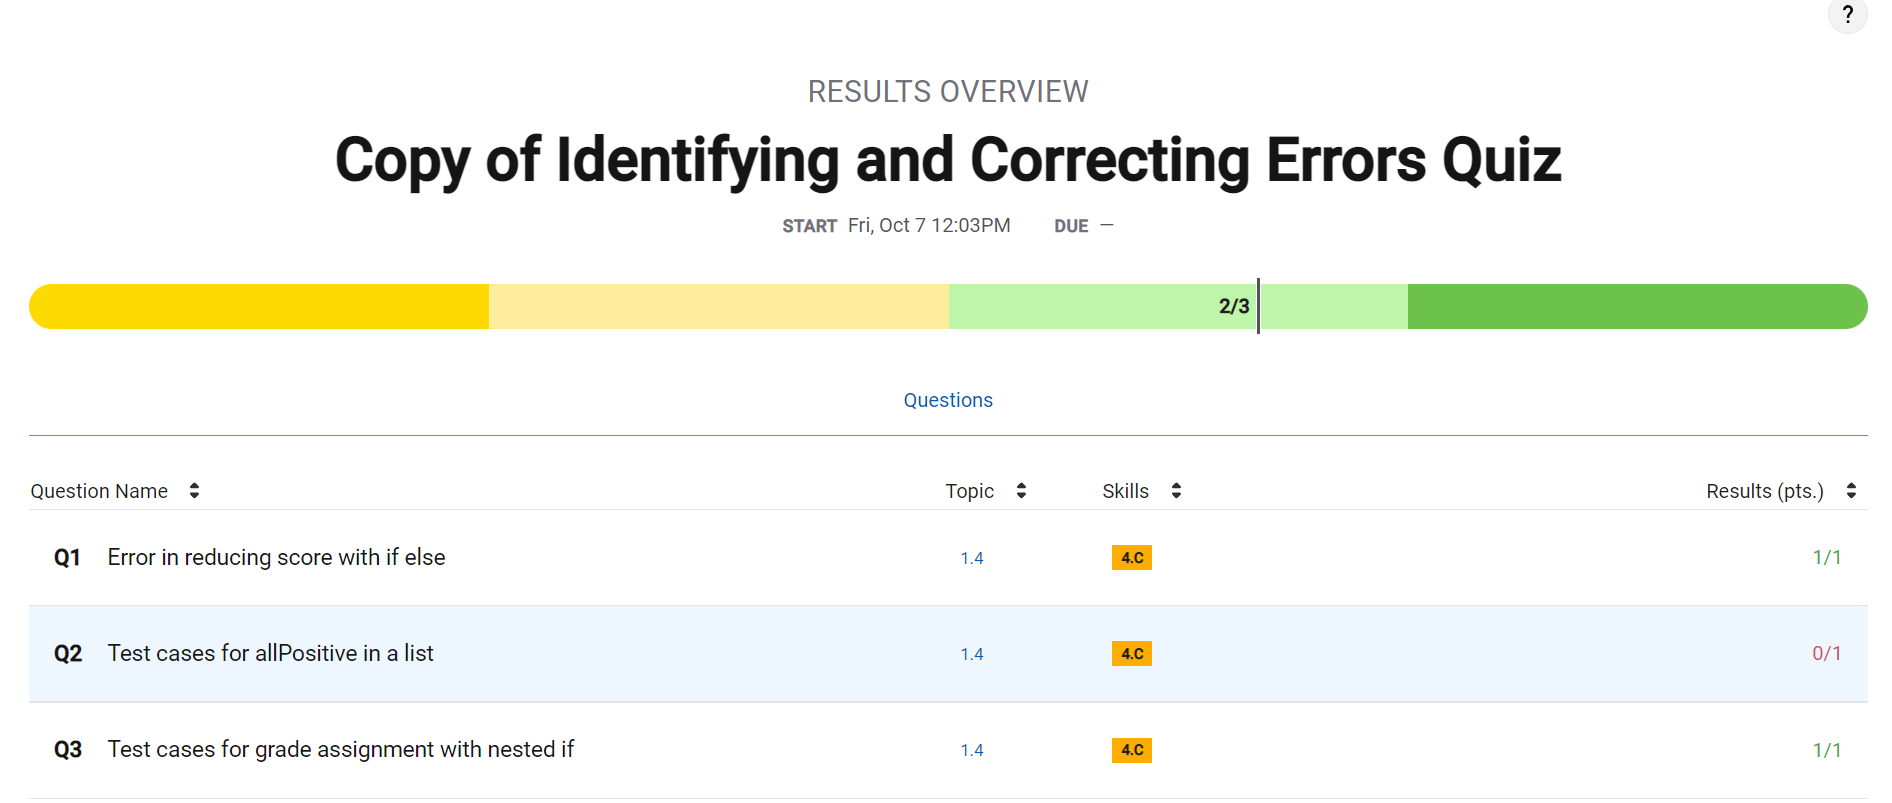 ?
RESULTS OVERVIEW
Copy of Identifying and Correcting Errors Quiz
START Fri, Oct 7 12:03PM DUE —
2/3
Questions
Question Name Topic Skills Results (pts.)
Q1 Error in reducing score with if else 1.4 4.C 1/1
Q2 Test cases for allPositive in a list 1.4 4.C 0/1
Q3 Test cases for grade assignment with nested if 1.4 4.C 1/1